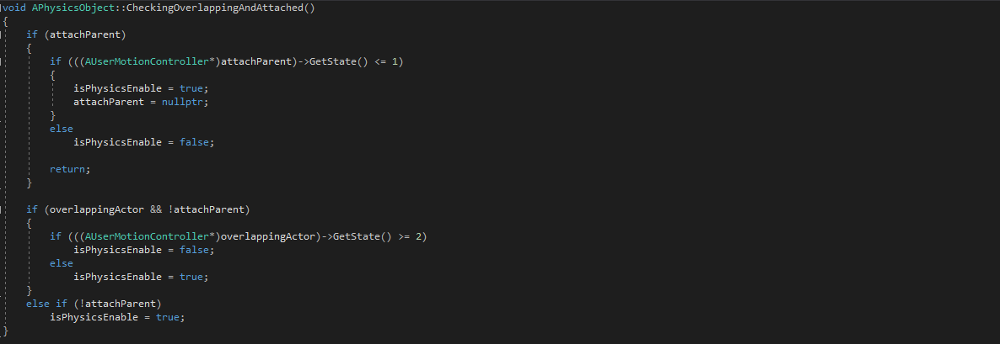 void APhysicsObject::CheckingOverlappingAndAttached()
{
    if (attachParent)
    {
        if (((AUserMotionController*)attachParent)->GetState() <= 1)
        {
            isPhysicsEnable = true;
            attachParent = nullptr;
        }
        else
            isPhysicsEnable = false;

        return;
    }

    if (overlappingActor && !attachParent)
    {
        if (((AUserMotionController*)overlappingActor)->GetState() >= 2)
            isPhysicsEnable = false;
        else
            isPhysicsEnable = true;
    }
    else if (!attachParent)
        isPhysicsEnable = true;
}